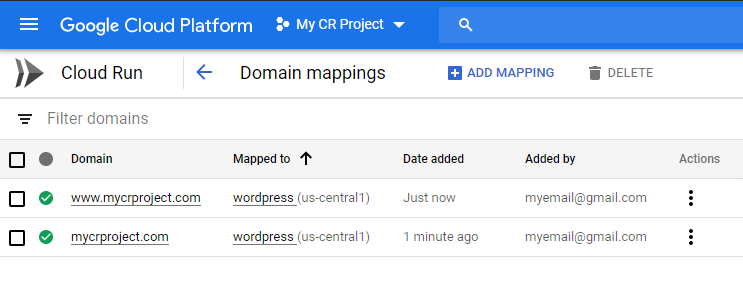 Google Cloud Platform My CR Project
Cloud Run Domain mappings ADD MAPPING DELETE
Filter domains
Domain Mapped to Date added Added by Actions
www.mycrproject.com wordpress (us-central1) Just now myemail@gmail.com
mycrproject.com wordpress (us-central1) 1 minute ago myemail@gmail.com